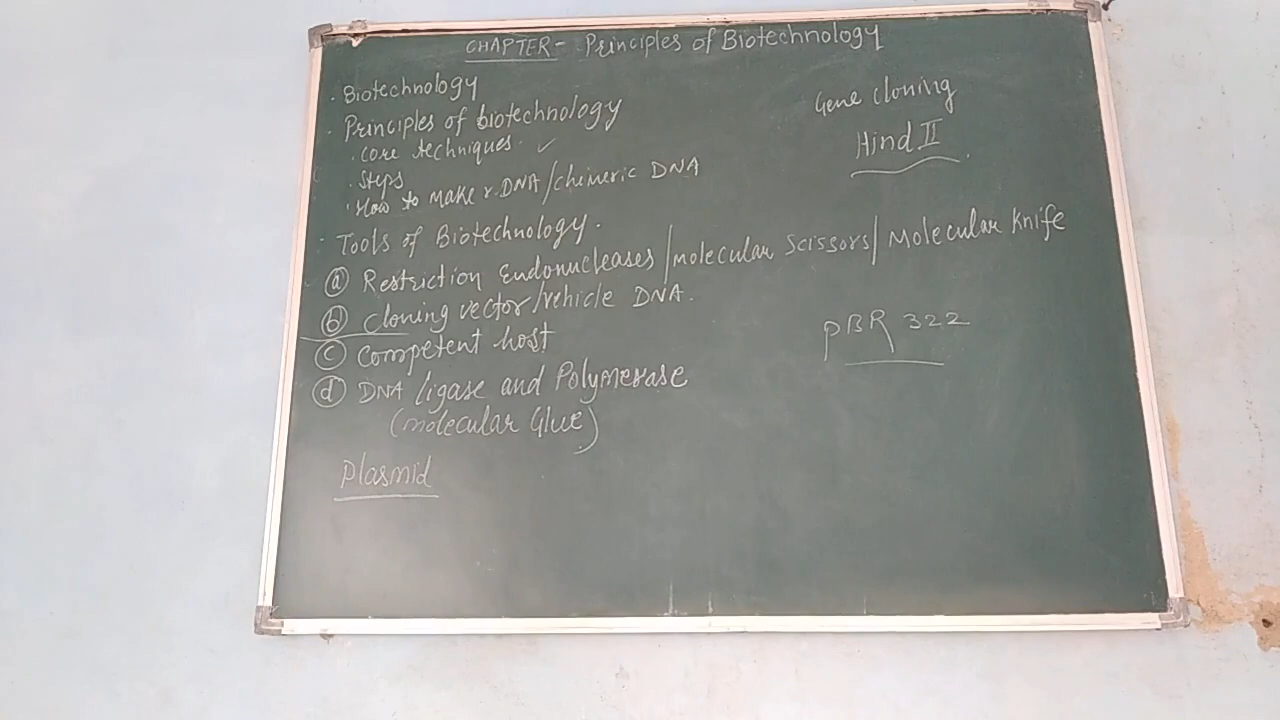 CHAPTER- Principles of Biotechnology
. Biotechnology
. Principles of biotechnology
. core techniques. ✓
. Steps
. How to make r.DNA/chimeric DNA
. Tools of Biotechnology.
(a) Restriction Endonucleases/molecular Scissors/Molecular Knife
(b) Cloning vector/vehicle DNA.
(c) Competent host
(d) DNA ligase and Polymerase
(molecular Glue)
Plasmid
Gene cloning
Hind II
pBR 322